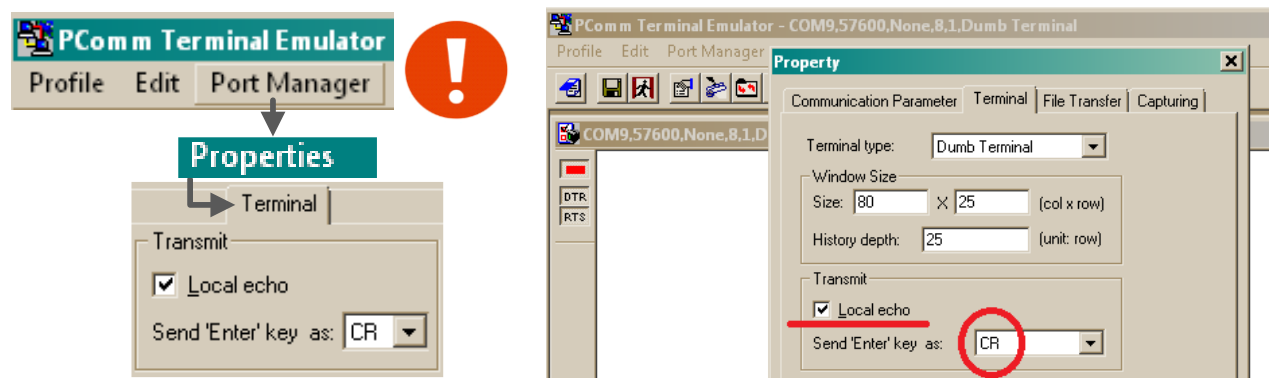 PComm Terminal Emulator
Profile Edit Port Manager
Properties
Terminal
Transmit
Local echo
Send 'Enter' key as: CR
!
PComm Terminal Emulator - COM9,57600,None,8,1,Dumb Terminal
Profile Edit Port Manager
Property
Communication Parameter Terminal File Transfer Capturing
COM9,57600,None,8,1,D
DTR
RTS
Terminal type: Dumb Terminal
Window Size
Size: 80 X 25 (col x row)
History depth: 25 (unit: row)
Transmit
Local echo
Send 'Enter' key as: CR